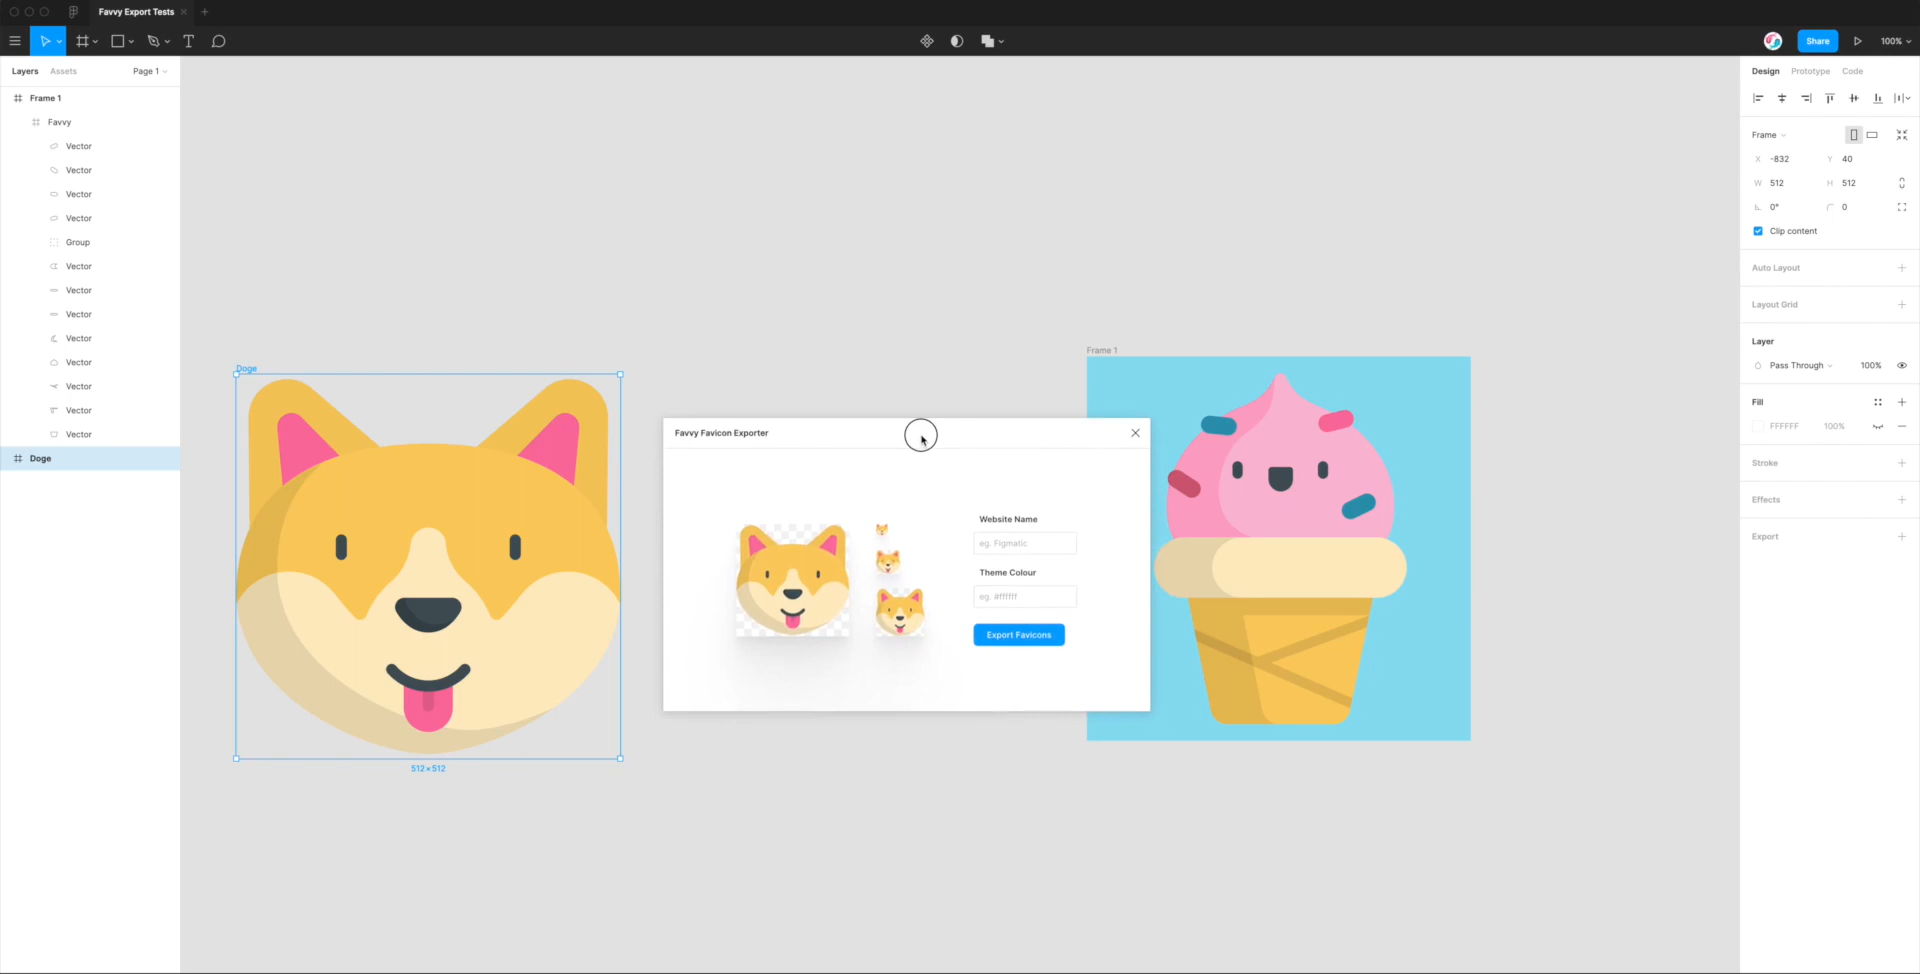 Favvy Export Tests
Share
100%
Layers
Assets
Page 1
Frame 1
Favvy
Vector
Vector
Vector
Vector
Group
Vector
Vector
Vector
Vector
Vector
Vector
Vector
Vector
Doge
Doge
512×512
Favvy Favicon Exporter
Website Name
eg. Figmatic
Theme Colour
eg. #ffffff
Export Favicons
Frame 1
Design
Prototype
Code
Frame
X -832
Y 40
W 512
H 512
0°
0
Clip content
Auto Layout
Layout Grid
Layer
Pass Through
100%
Fill
FFFFFF
100%
Stroke
Effects
Export